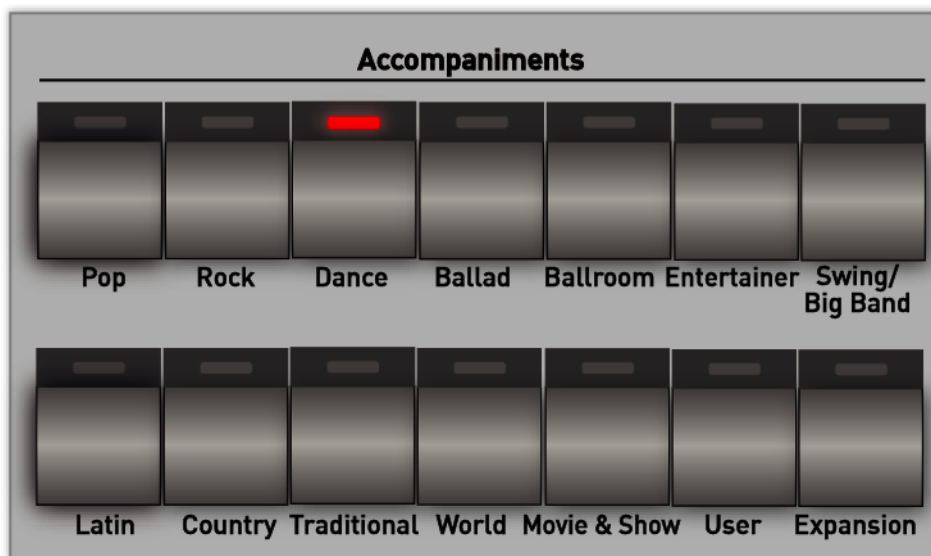 Accompaniments
Pop Rock Dance Ballad Ballroom Entertainer Swing/
Big Band
Latin Country Traditional World Movie & Show User Expansion